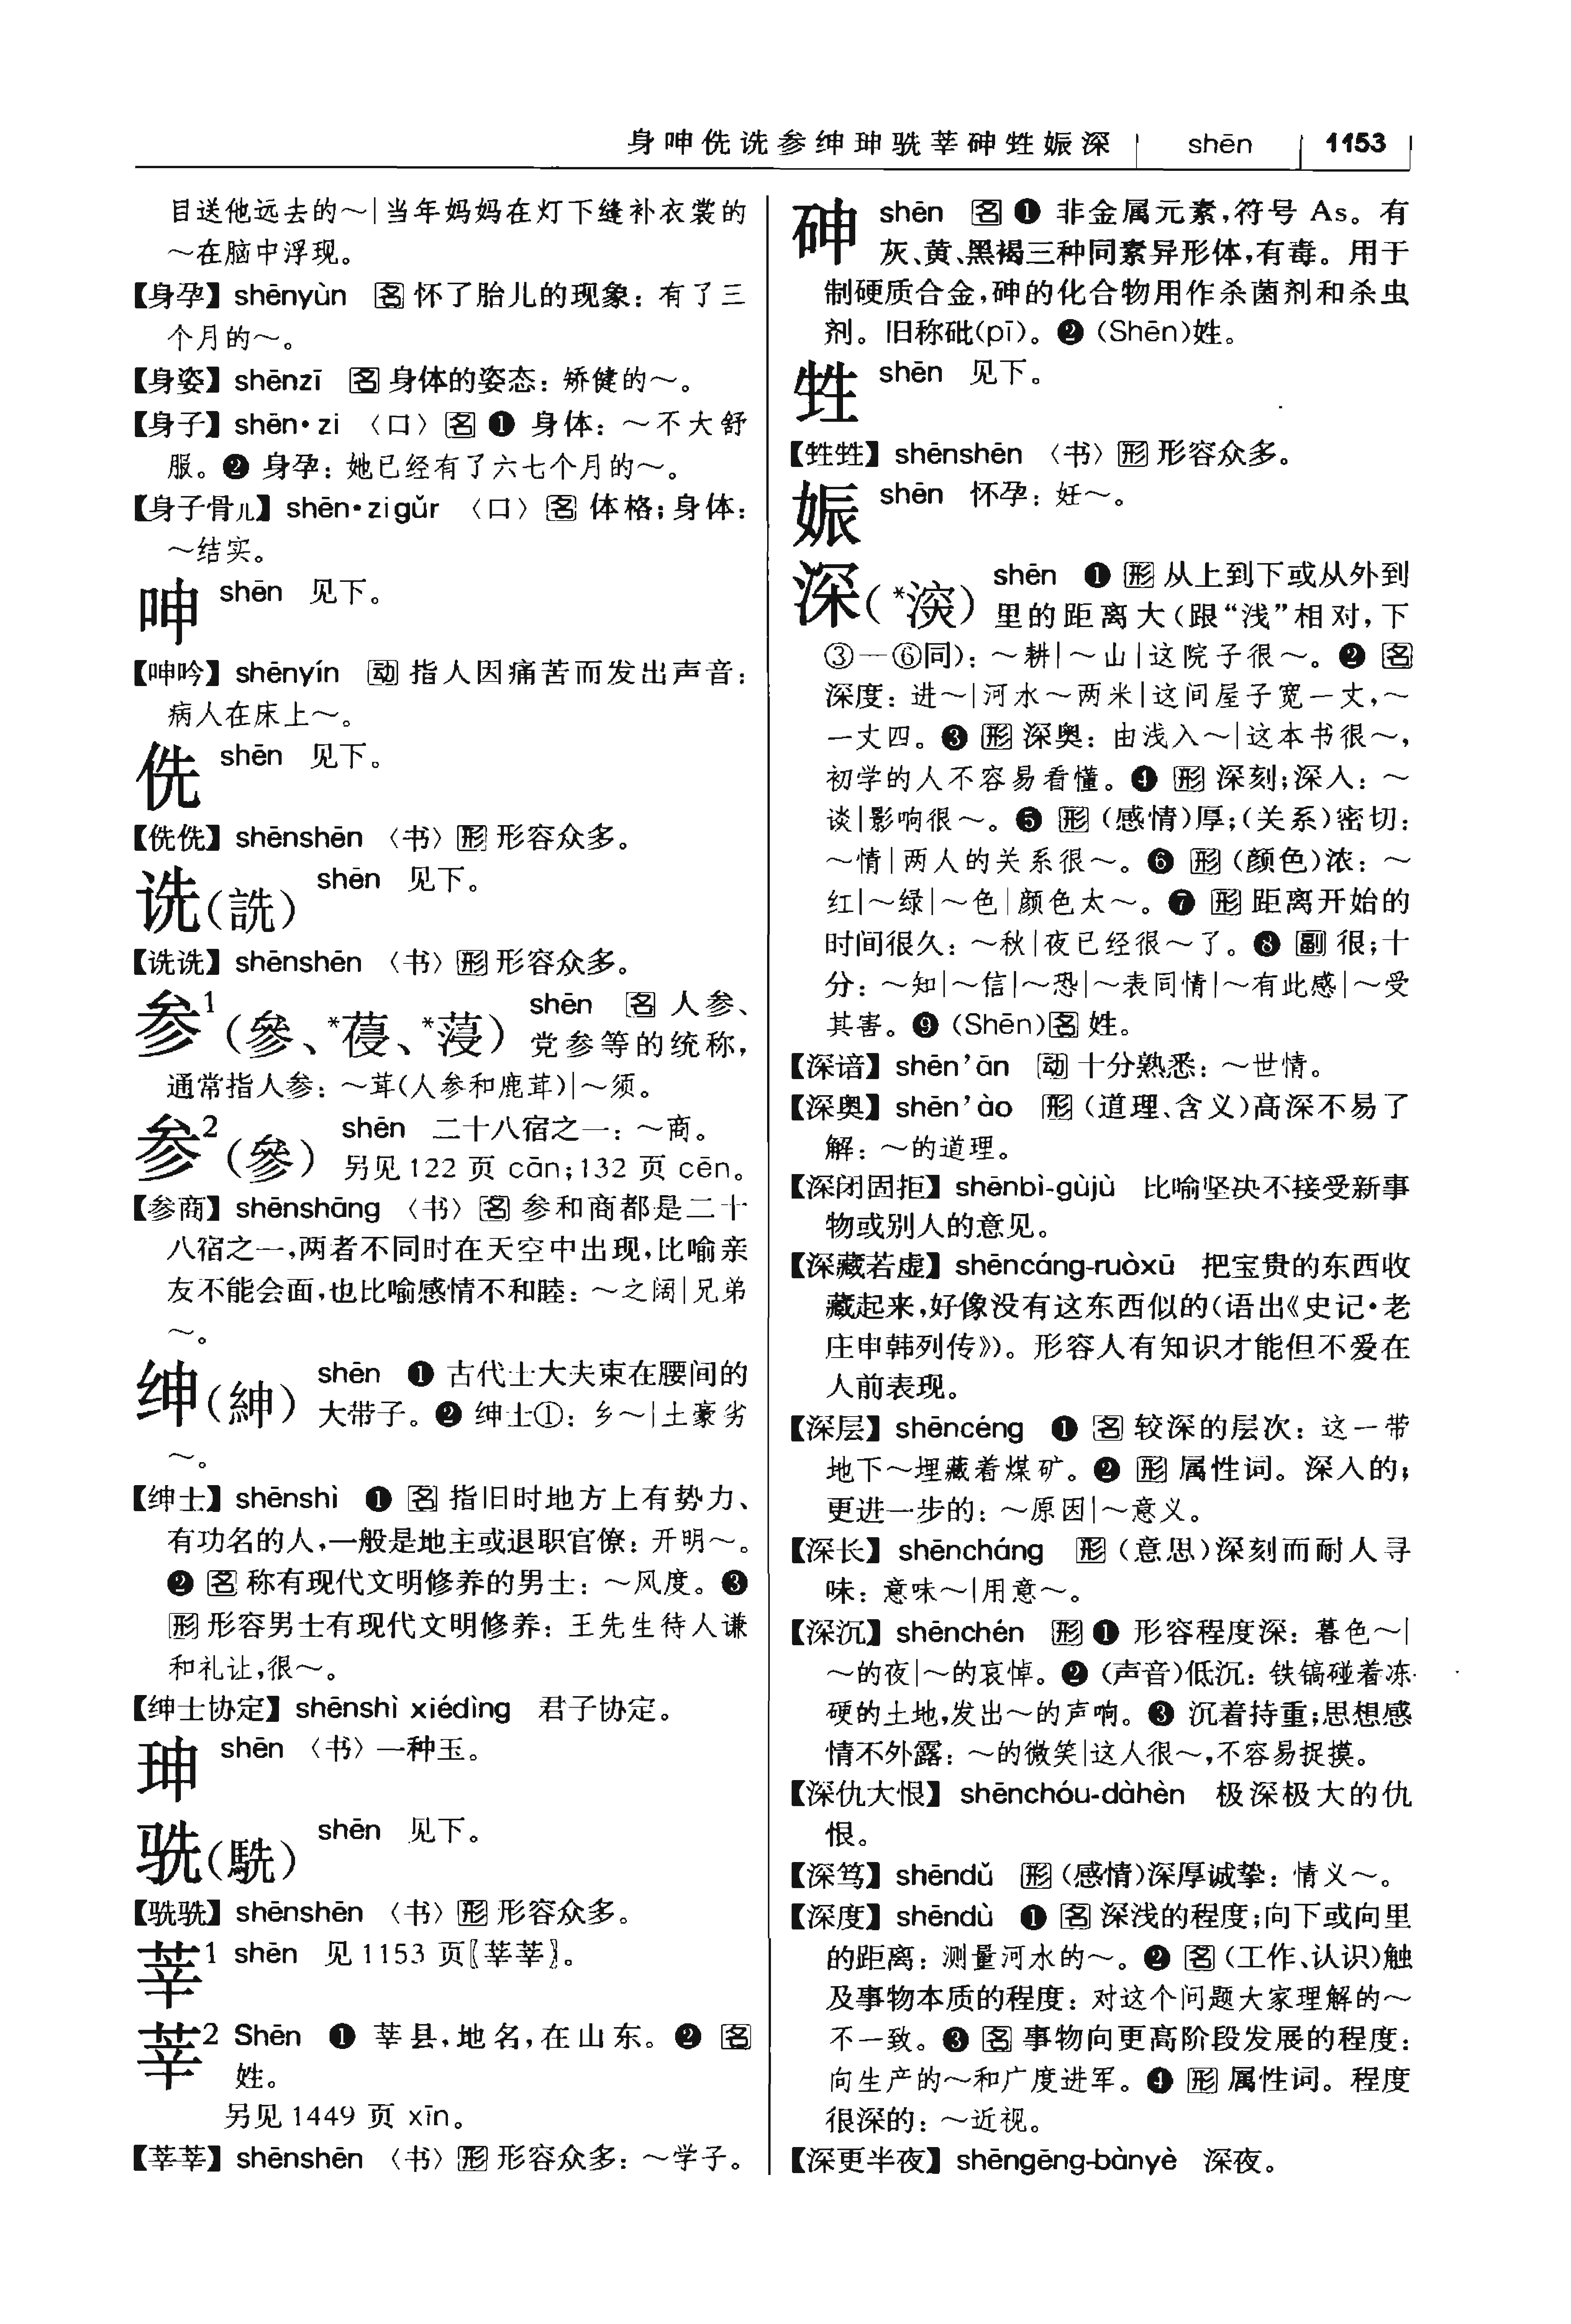 身呻侁诜参绅珅骁莘砷甡娠深 shēn 1153
目送他远去的～|当年妈妈在灯下缝补衣裳的
～在脑中浮现。
【身孕】 shēnyùn 名 怀了胎儿的现象：有了三
个月的～。
【身姿】 shēnzī 名 身体的姿态：矫健的～。
【身子】 shēn•zi 〈口〉 名 ❶ 身体：～不大舒
服。❷ 身孕：她已经有了六七个月的～。
【身子骨儿】 shēn•zigǔr 〈口〉 名 体格；身体：
～结实。
呻 shēn 见下。
【呻吟】 shēnyín 动 指人因痛苦而发出声音：
病人在床上～。
侁 shēn 见下。
【侁侁】 shēnshēn 〈书〉 形 形容众多。
诜(詵) shēn 见下。
【诜诜】 shēnshēn 〈书〉 形 形容众多。
参1(參、*葠、*蓡) shēn 名 人参、
党参等的统称，
通常指人参：～茸(人参和鹿茸)|～须。
参2(參) shēn 二十八宿之一：～商。
另见 122 页 cān；132 页 cēn。
【参商】 shēnshāng 〈书〉 名 参和商都是二十
八宿之一，两者不同时在天空中出现，比喻亲
友不能会面，也比喻感情不和睦：～之阔|兄弟
～。
绅(紳) shēn ❶ 古代士大夫束在腰间的
大带子。❷ 绅士①：乡～|土豪劣
～。
【绅士】 shēnshì ❶ 名 指旧时地方上有势力、
有功名的人，一般是地主或退职官僚：开明～。
❷ 名 称有现代文明修养的男士：～风度。❸
形 形容男士有现代文明修养：王先生待人谦
和礼让，很～。
【绅士协定】 shēnshì xiédìng 君子协定。
珅 shēn 〈书〉 一种玉。
𬳽(駪) shēn 见下。
【𬳽𬳽】 shēnshēn 〈书〉 形 形容众多。
莘1 shēn 见 1153 页〖莘莘〗。
莘2 Shēn ❶ 莘县，地名，在山东。❷ 名
姓。
另见 1449 页 xīn。
【莘莘】 shēnshēn 〈书〉 形 形容众多：～学子。
砷 shēn 名 ❶ 非金属元素，符号 As。有
灰、黄、黑褐三种同素异形体，有毒。用于
制硬质合金，砷的化合物用作杀菌剂和杀虫
剂。旧称砒(pī)。❷ (Shēn)姓。
甡 shēn 见下。
【甡甡】 shēnshēn 〈书〉 形 形容众多。
娠 shēn 怀孕：妊～。
深(*㴱) shēn ❶ 形 从上到下或从外到
里的距离大(跟“浅”相对，下
③—⑥同)：～耕|～山|这院子很～。❷ 名
深度：进～|河水～两米|这间屋子宽一丈，～
一丈四。❸ 形 深奥：由浅入～|这本书很～，
初学的人不容易看懂。❹ 形 深刻；深入：～
谈|影响很～。❺ 形 (感情)厚；(关系)密切：
～情|两人的关系很～。❻ 形 (颜色)浓：～
红|～绿|～色|颜色太～。❼ 形 距离开始的
时间很久：～秋|夜已经很～了。❽ 副 很；十
分：～知|～信|～恐|～表同情|～有此感|～受
其害。❾ (Shēn) 名 姓。
【深谙】 shēn’ān 动 十分熟悉：～世情。
【深奥】 shēn’ào 形 (道理、含义)高深不易了
解：～的道理。
【深闭固拒】 shēnbì-gùjù 比喻坚决不接受新事
物或别人的意见。
【深藏若虚】 shēncáng-ruòxū 把宝贵的东西收
藏起来，好像没有这东西似的(语出《史记•老
庄申韩列传》)。形容人有知识才能但不爱在
人前表现。
【深层】 shēncéng ❶ 名 较深的层次：这一带
地下～埋藏着煤矿。❷ 形 属性词。深入的；
更进一步的：～原因|～意义。
【深长】 shēncháng 形 (意思)深刻而耐人寻
味：意味～|用意～。
【深沉】 shēnchén 形 ❶ 形容程度深：暮色～|
～的夜|～的哀悼。❷ (声音)低沉：铁镐碰着冻
硬的土地，发出～的声响。❸ 沉着持重；思想感
情不外露：～的微笑|这人很～，不容易捉摸。
【深仇大恨】 shēnchóu-dàhèn 极深极大的仇
恨。
【深笃】 shēndǔ 形 (感情)深厚诚挚：情义～。
【深度】 shēndù ❶ 名 深浅的程度；向下或向里
的距离：测量河水的～。❷ 名 (工作、认识)触
及事物本质的程度：对这个问题大家理解的～
不一致。❸ 名 事物向更高阶段发展的程度：
向生产的～和广度进军。❹ 形 属性词。程度
很深的：～近视。
【深更半夜】 shēngēng-bànyè 深夜。